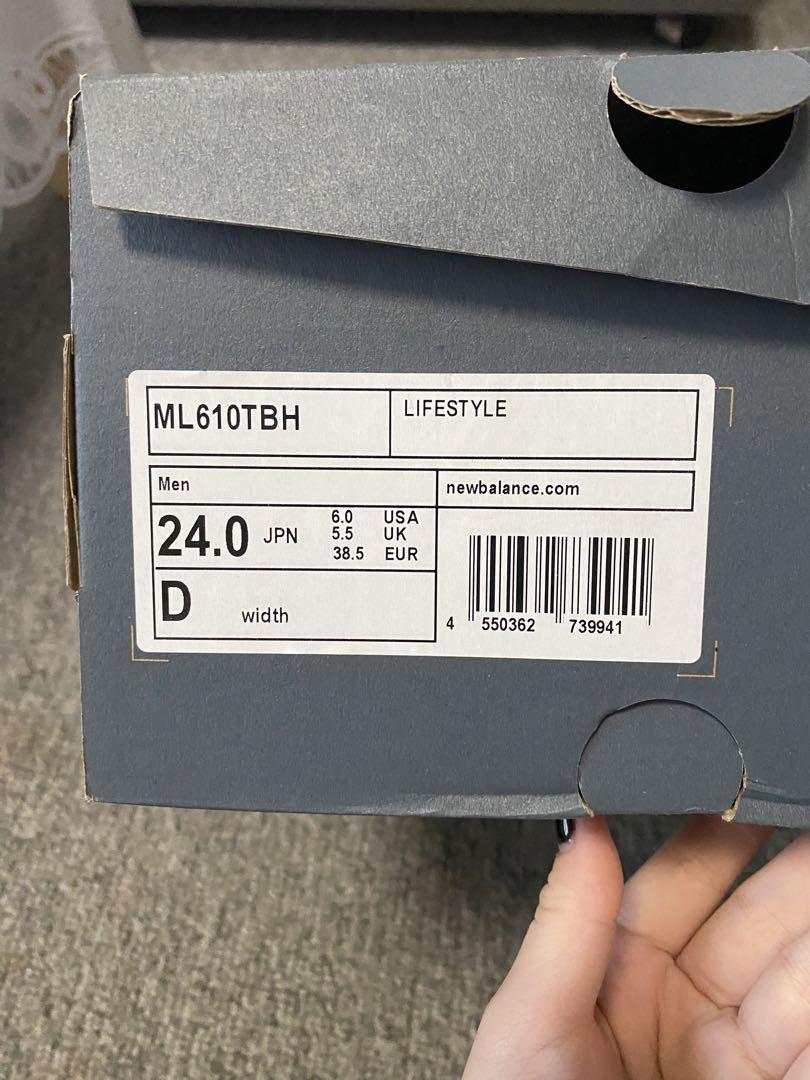 ML610TBH
LIFESTYLE
Men
newbalance.com
24.0 JPN
6.0 USA
5.5 UK
38.5 EUR
D width
4 550362 739941